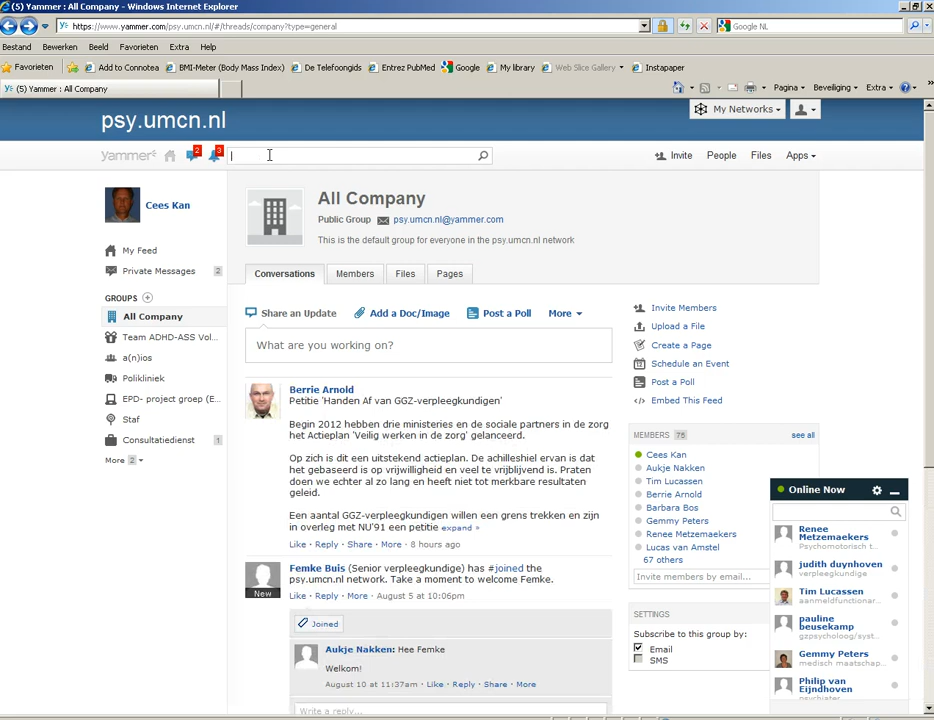 (5) Yammer : All Company - Windows Internet Explorer
https://www.yammer.com/psy.umcn.nl/#/threads/company?type=general
Google NL
Bestand Bewerken Beeld Favorieten Extra Help
Favorieten Add to Connotea BMI-Meter (Body Mass Index) De Telefoongids Entrez PubMed Google My library Web Slice Gallery Instapaper
(5) Yammer : All Company
Pagina Beveiliging Extra
psy.umcn.nl
My Networks
yammer 2 3
Invite People Files Apps
Cees Kan
My Feed
Private Messages 2
GROUPS
All Company
Team ADHD-ASS Vol...
a(n)ios
Polikliniek
EPD- project groep (E...
Staf
Consultatiedienst 1
More 2
All Company
Public Group psy.umcn.nl@yammer.com
This is the default group for everyone in the psy.umcn.nl network
Conversations Members Files Pages
Share an Update Add a Doc/Image Post a Poll More
What are you working on?
Berrie Arnold
Petitie 'Handen Af van GGZ-verpleegkundigen'
Begin 2012 hebben drie ministeries en de sociale partners in de zorg
het Actieplan 'Veilig werken in de zorg' gelanceerd.
Op zich is dit een uitstekend actieplan. De achilleshiel ervan is dat
het gebaseerd is op vrijwilligheid en veel te vrijblijvend is. Praten
doen we echter al zo lang en heeft niet tot merkbare resultaten
geleid.
Een aantal GGZ-verpleegkundigen willen een grens trekken en zijn
in overleg met NU'91 een petitie expand »
Like · Reply · Share · More · 8 hours ago
Femke Buis (Senior verpleegkundige) has #joined the
psy.umcn.nl network. Take a moment to welcome Femke.
New
Like · Reply · More · August 5 at 10:06pm
Joined
Aukje Nakken: Hee Femke
Welkom!
August 10 at 11:37am · Like · Reply · Share · More
Write a reply...
Invite Members
Upload a File
Create a Page
Schedule an Event
Post a Poll
Embed This Feed
MEMBERS 75 see all
Cees Kan
Aukje Nakken
Tim Lucassen
Berrie Arnold
Barbara Bos
Gemmy Peters
Renee Metzemaekers
Lucas van Amstel
67 others
Invite members by email...
SETTINGS
Subscribe to this group by:
Email
SMS
Online Now
Renee
Metzemaekers
Psychomotorisch t...
judith duynhoven
verpleegkundige
Tim Lucassen
aanmeldfunctionar...
pauline
beusekamp
gzpsycholoog/syst...
Gemmy Peters
medisch maatschap...
Philip van
Eijndhoven
psychiater